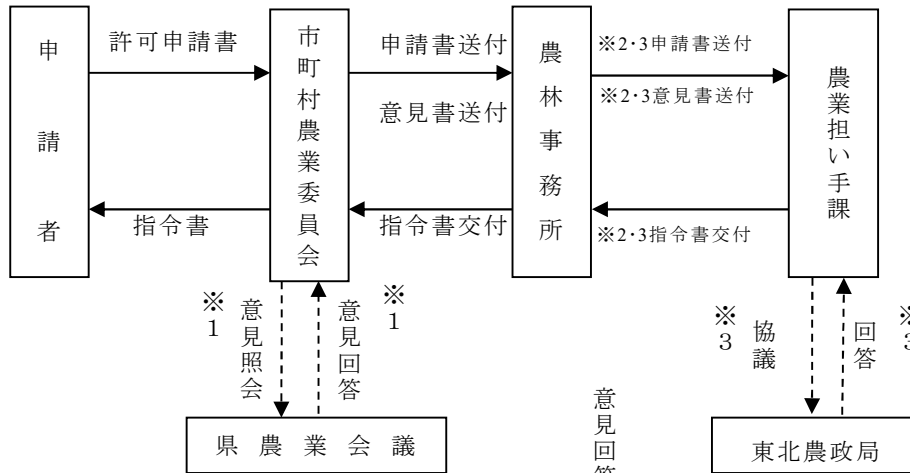 申請者
許可申請書
指令書
市町村農業委員会
申請書送付
意見書送付
指令書交付
農林事務所
※2・3申請書送付
※2・3意見書送付
※2・3指令書交付
農業担い手課
※1
意見照会
意見回答
※1
※3
協議
回答
※3
意見回答
県農業会議
東北農政局